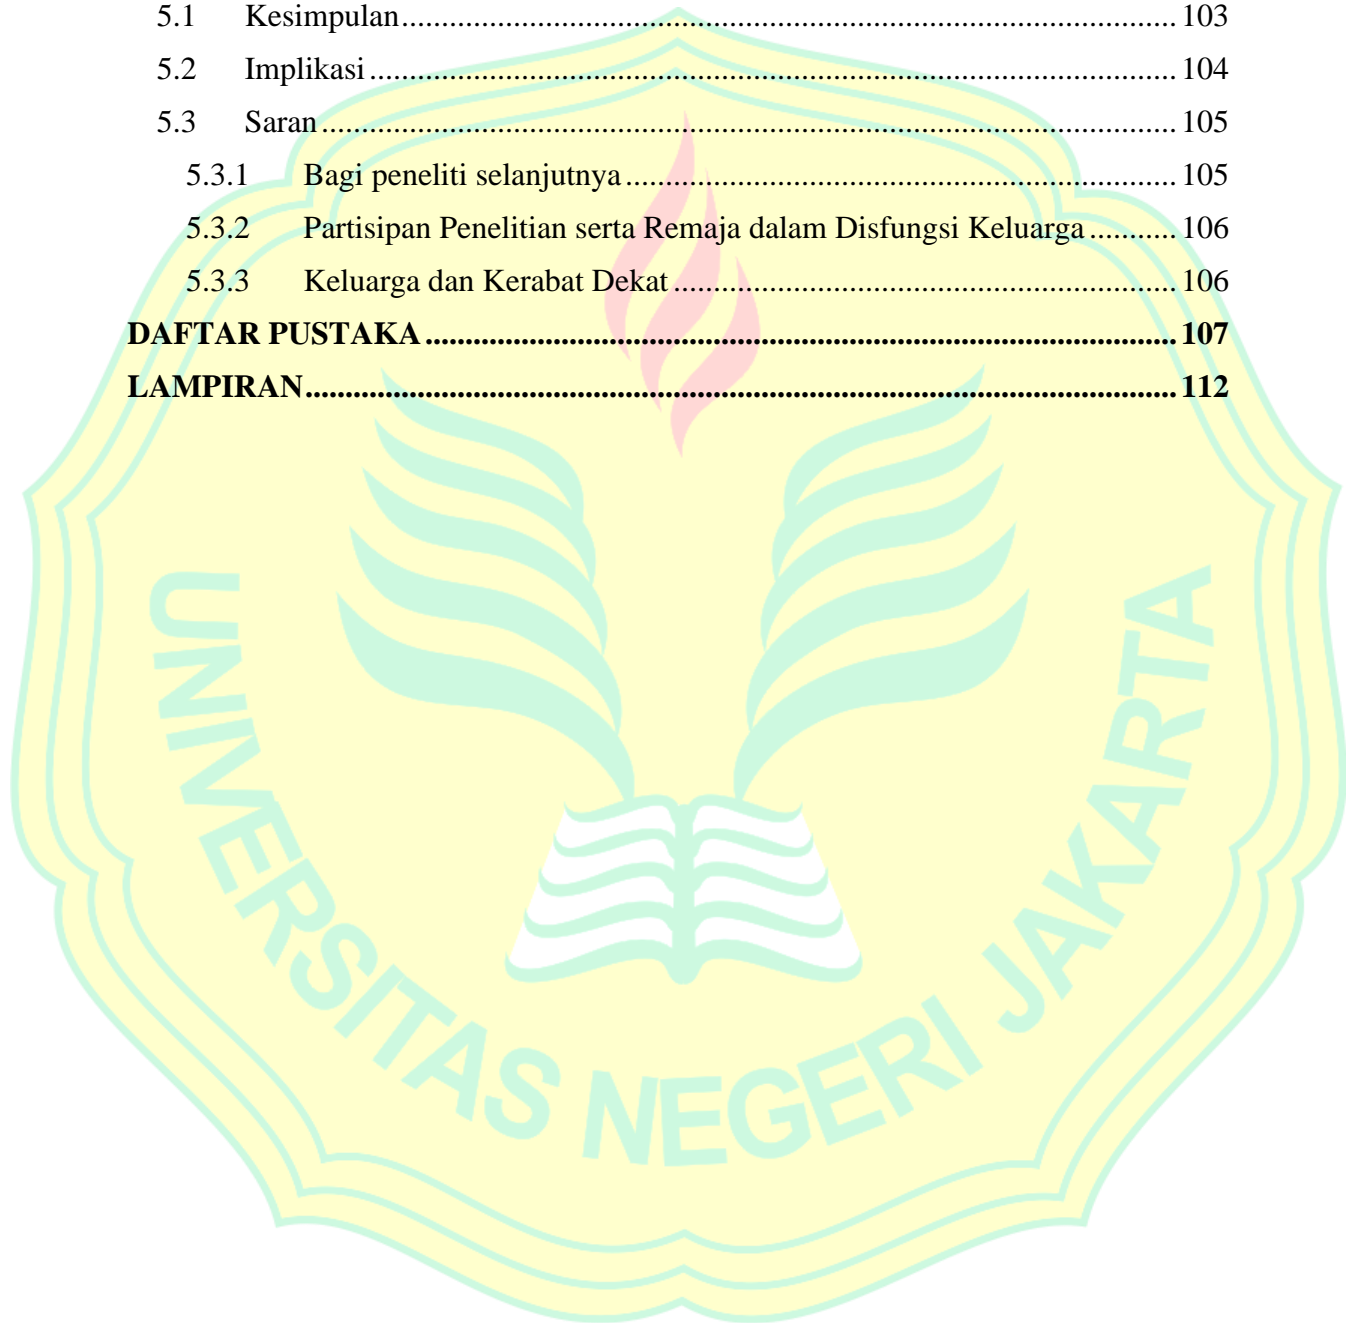 5.1 Kesimpulan.......... 103
5.2 Implikasi.......... 104
5.3 Saran.......... 105
5.3.1 Bagi peneliti selanjutnya.......... 105
5.3.2 Partisipan Penelitian serta Remaja dalam Disfungsi Keluarga.......... 106
5.3.3 Keluarga dan Kerabat Dekat.......... 106
DAFTAR PUSTAKA.......... 107
LAMPIRAN.......... 112
UNIVERSITAS NEGERI JAKARTA